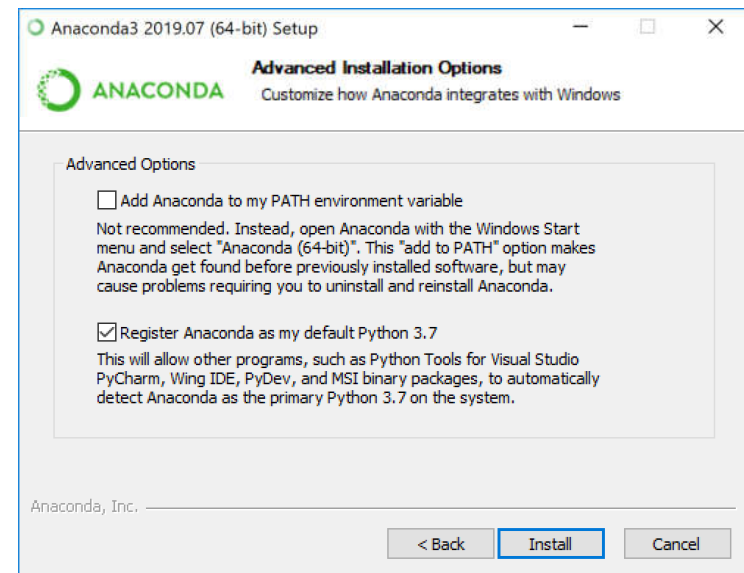 Anaconda3 2019.07 (64-bit) Setup
ANACONDA
Advanced Installation Options
Customize how Anaconda integrates with Windows
Advanced Options
Add Anaconda to my PATH environment variable
Not recommended. Instead, open Anaconda with the Windows Start
menu and select "Anaconda (64-bit)". This "add to PATH" option makes
Anaconda get found before previously installed software, but may
cause problems requiring you to uninstall and reinstall Anaconda.
Register Anaconda as my default Python 3.7
This will allow other programs, such as Python Tools for Visual Studio
PyCharm, Wing IDE, PyDev, and MSI binary packages, to automatically
detect Anaconda as the primary Python 3.7 on the system.
Anaconda, Inc.
< Back
Install
Cancel